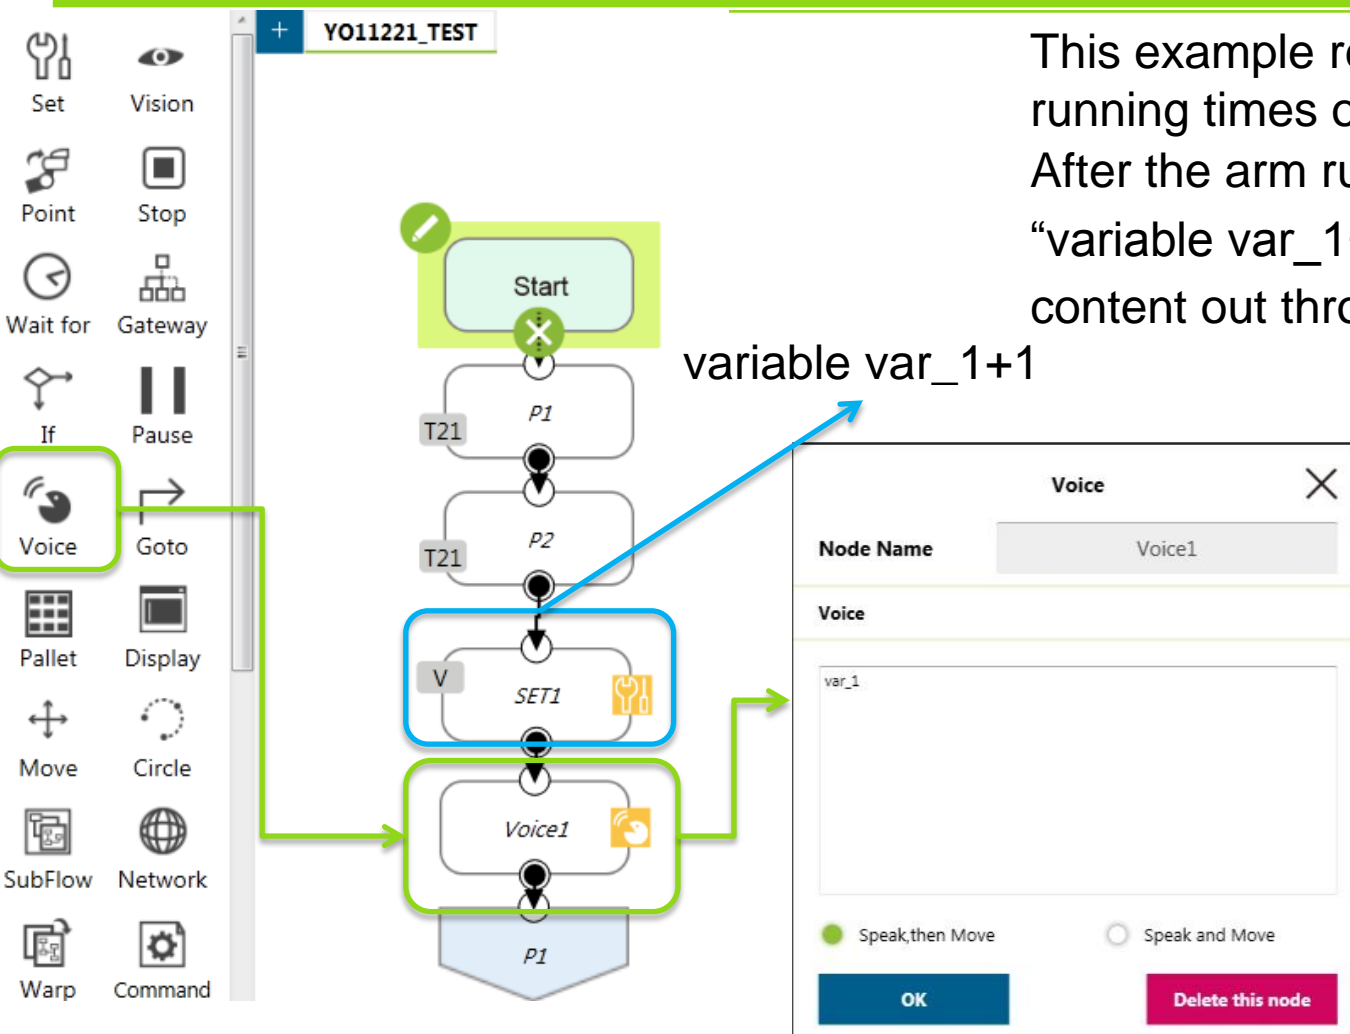 + YO11221_TEST
Set Vision
Point Stop
Wait for Gateway
If Pause
Voice Goto
Pallet Display
Move Circle
SubFlow Network
Warp Command
Start
T21 P1
T21 P2
V SET1
Voice1
P1
This example
running times
After the arm
“variable var_1
content out
variable var_1+1
Voice
Node Name Voice1
Voice
var_1
Speak,then Move Speak and Move
OK Delete this node